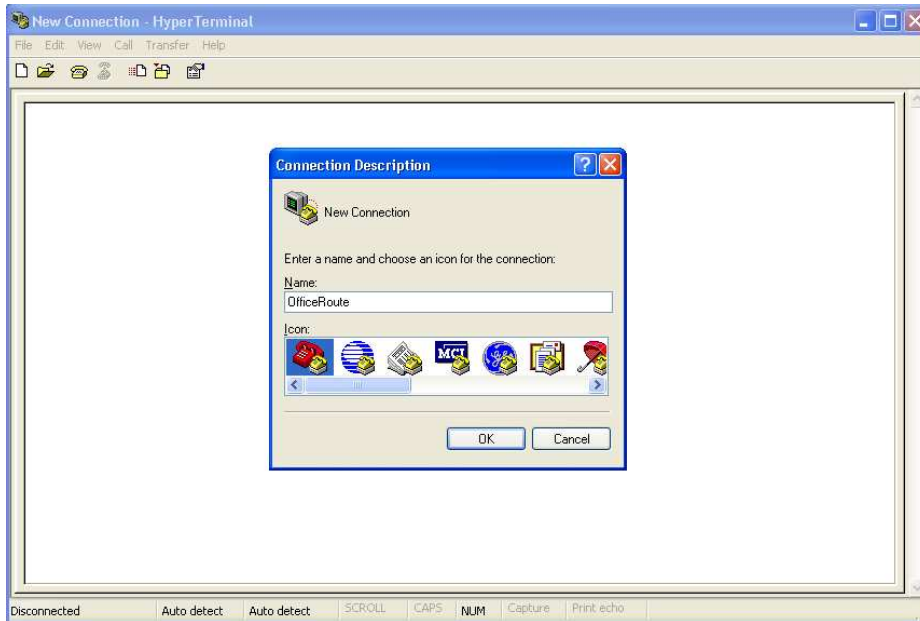 New Connection - HyperTerminal
File Edit View Call Transfer Help
Connection Description
New Connection
Enter a name and choose an icon for the connection:
Name:
OfficeRoute
Icon:
MCI
OK Cancel
Disconnected Auto detect Auto detect SCROLL CAPS NUM Capture Print echo